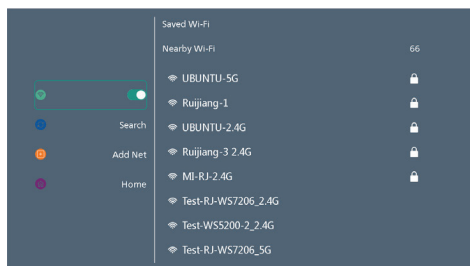 Saved Wi-Fi
Nearby Wi-Fi 66
UBUNTU-5G
Ruijiang-1
Search
UBUNTU-2.4G
Add Net
Ruijiang-3 2.4G
Home
MI-RJ-2.4G
Test-RJ-WS7206_2.4G
Test-WS5200-2_2.4G
Test-RJ-WS7206_5G